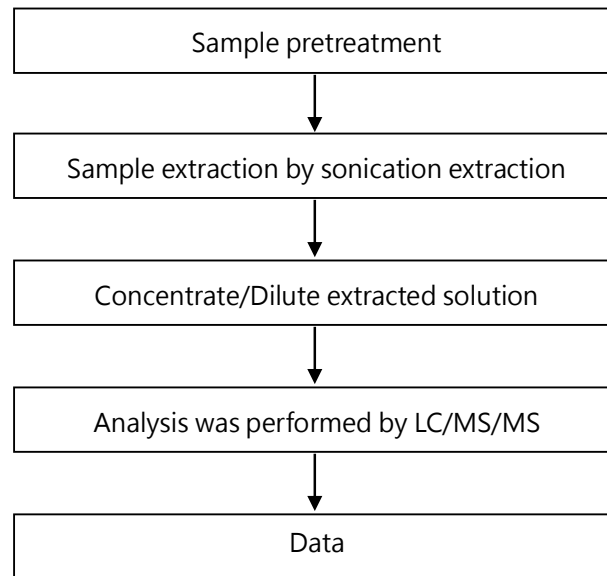 Sample pretreatment
Sample extraction by sonication extraction
Concentrate/Dilute extracted solution
Analysis was performed by LC/MS/MS
Data